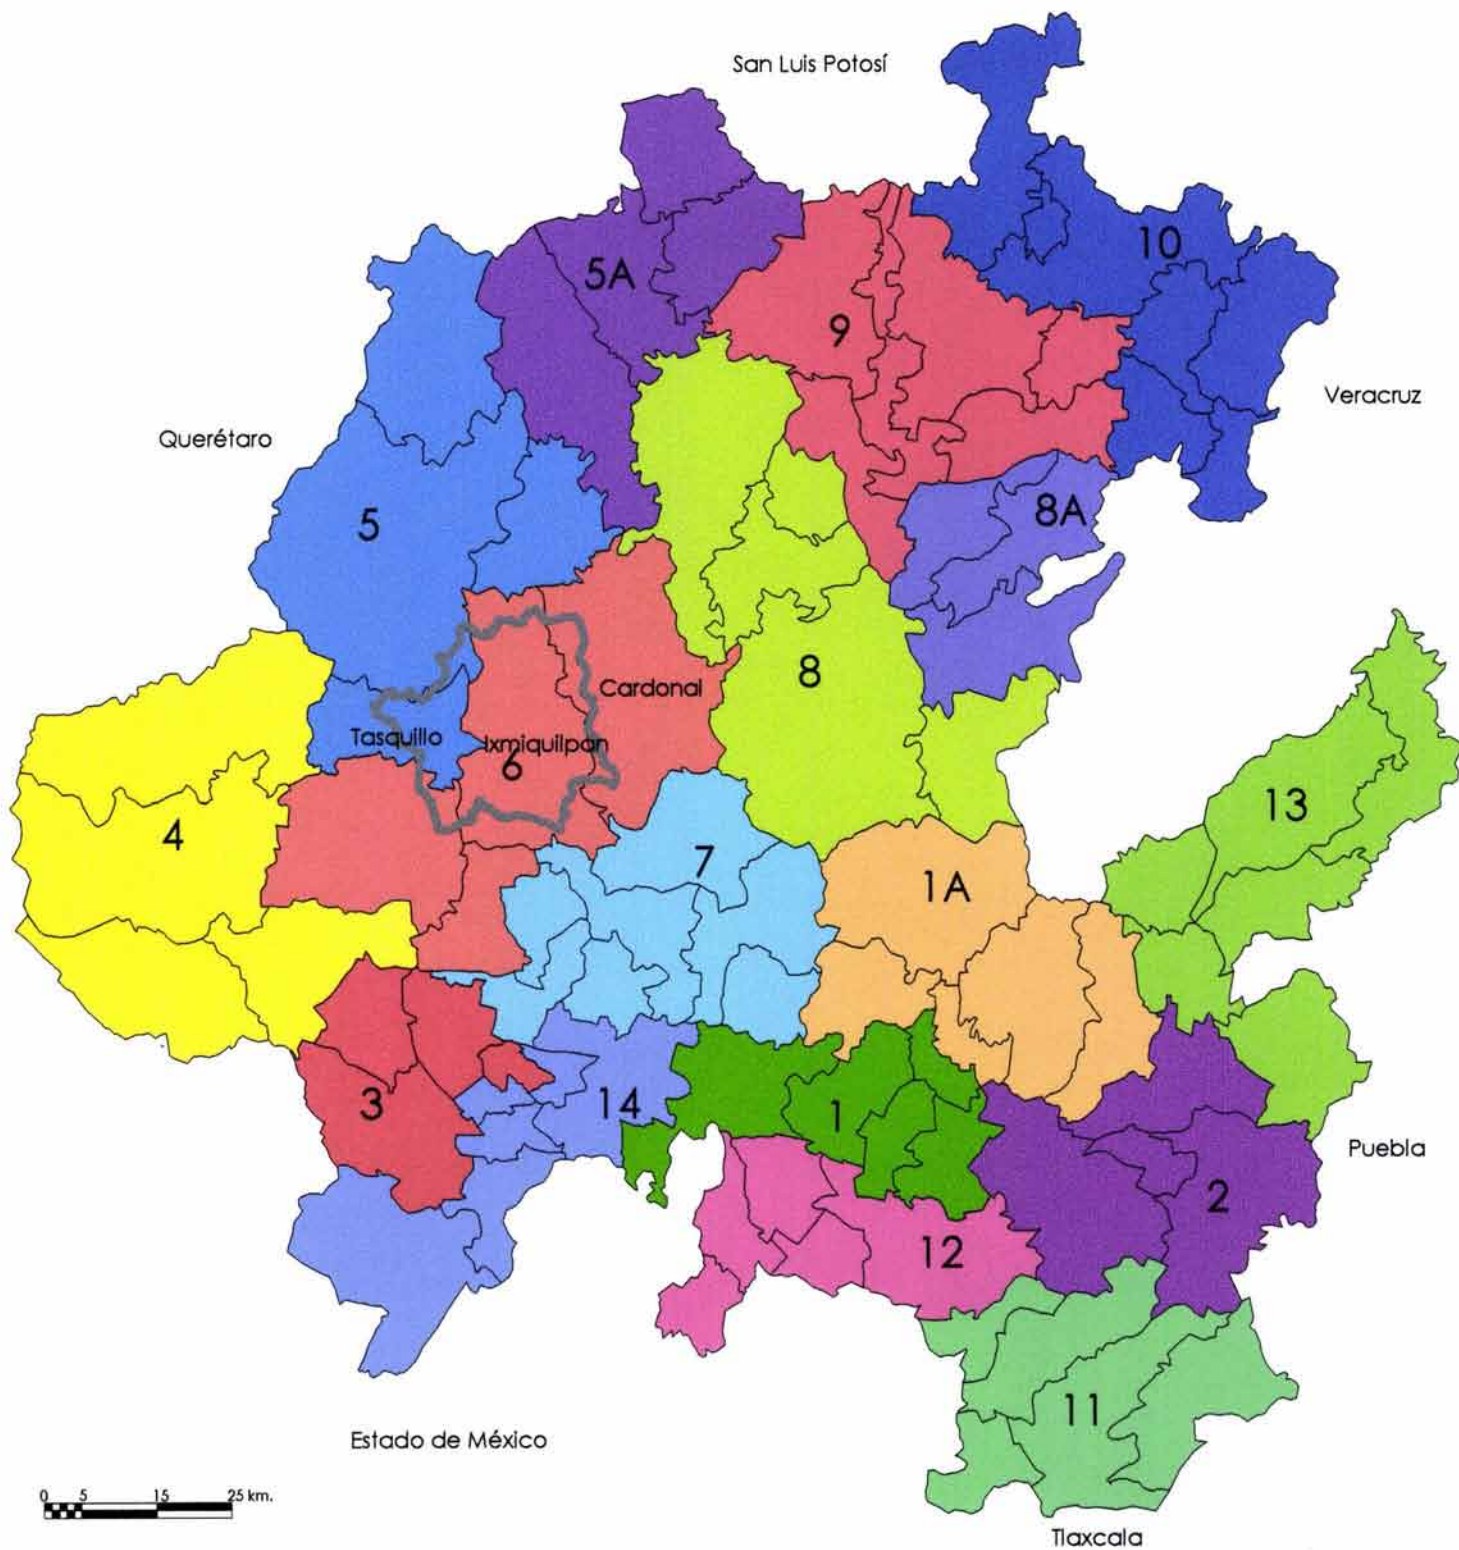 San Luis Potosí
10
5A
9
Veracruz
Querétaro
8A
5
8
Cardonal
Tasquillo
Ixmiquilpan
6
13
4
7
1A
3
14
1
Puebla
2
12
11
Estado de México
0 5 15 25 km.
Tlaxcala